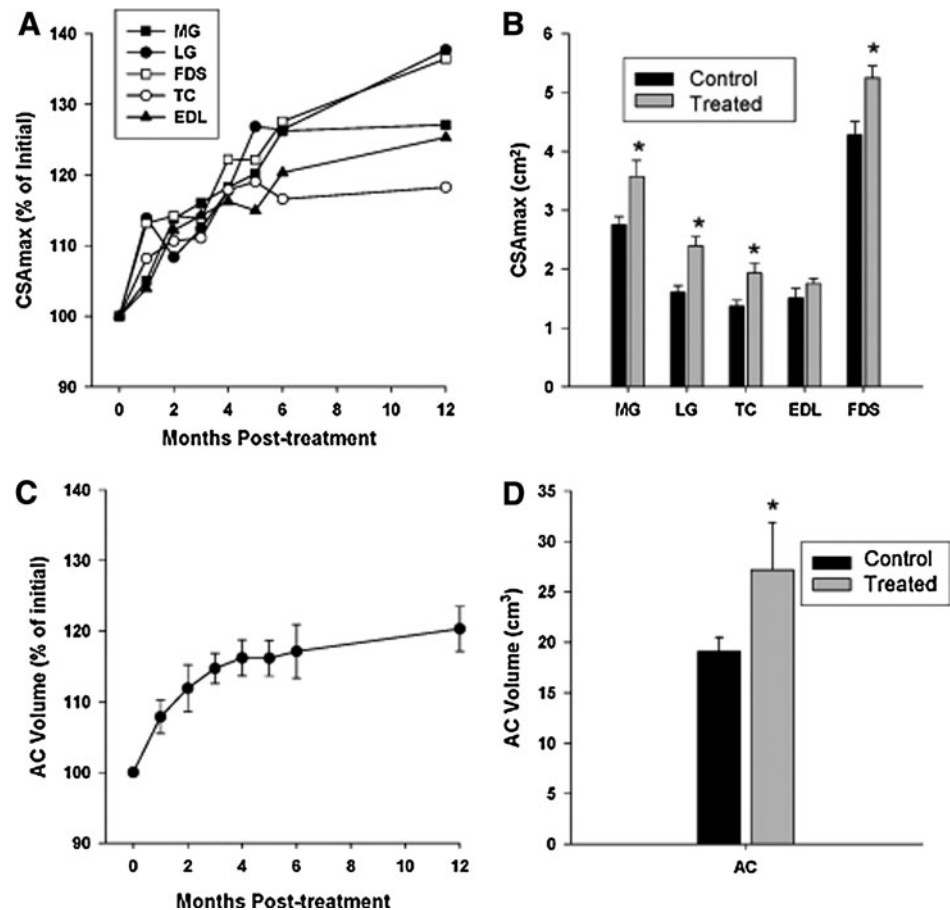 A
140
130
120
110
100
90
CSAmax (% of Initial)
MG
LG
FDS
TC
EDL
0 2 4 6 8 10 12
Months Post-treatment
B
6
5
4
3
2
1
0
CSAmax (cm²)
Control
Treated
* * * *
MG LG TC EDL FDS
C
140
130
120
110
100
90
AC Volume (% of initial)
0 2 4 6 8 10 12
Months Post-treatment
D
35
30
25
20
15
10
5
0
AC Volume (cm³)
*
Control
Treated
AC